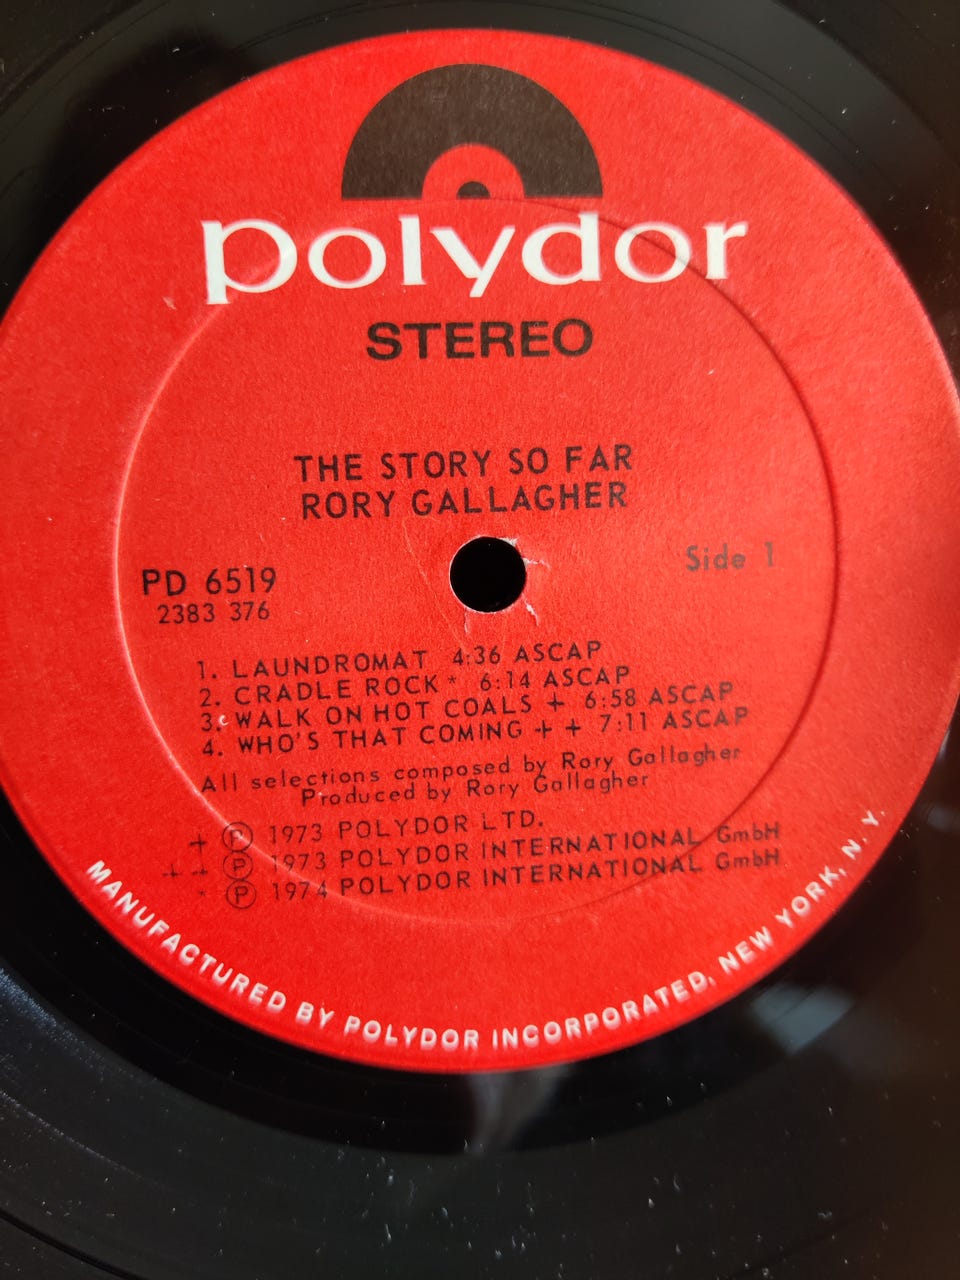 polydor
STEREO
THE STORY SO FAR
RORY GALLAGHER
Side 1
PD 6519
2383 376
1. LAUNDROMAT 4:36 ASCAP
2. CRADLE ROCK * 6:14 ASCAP
3. WALK ON HOT COALS + 6:58 ASCAP
4. WHO'S THAT COMING + + 7:11 ASCAP
All selections composed by Rory Gallagher
Produced by Rory Gallagher
+ Ⓟ 1973 POLYDOR LTD.
+ + Ⓟ 1973 POLYDOR INTERNATIONAL GmbH
* Ⓟ 1974 POLYDOR INTERNATIONAL GmbH
MANUFACTURED BY POLYDOR INCORPORATED, NEW YORK, N.Y.